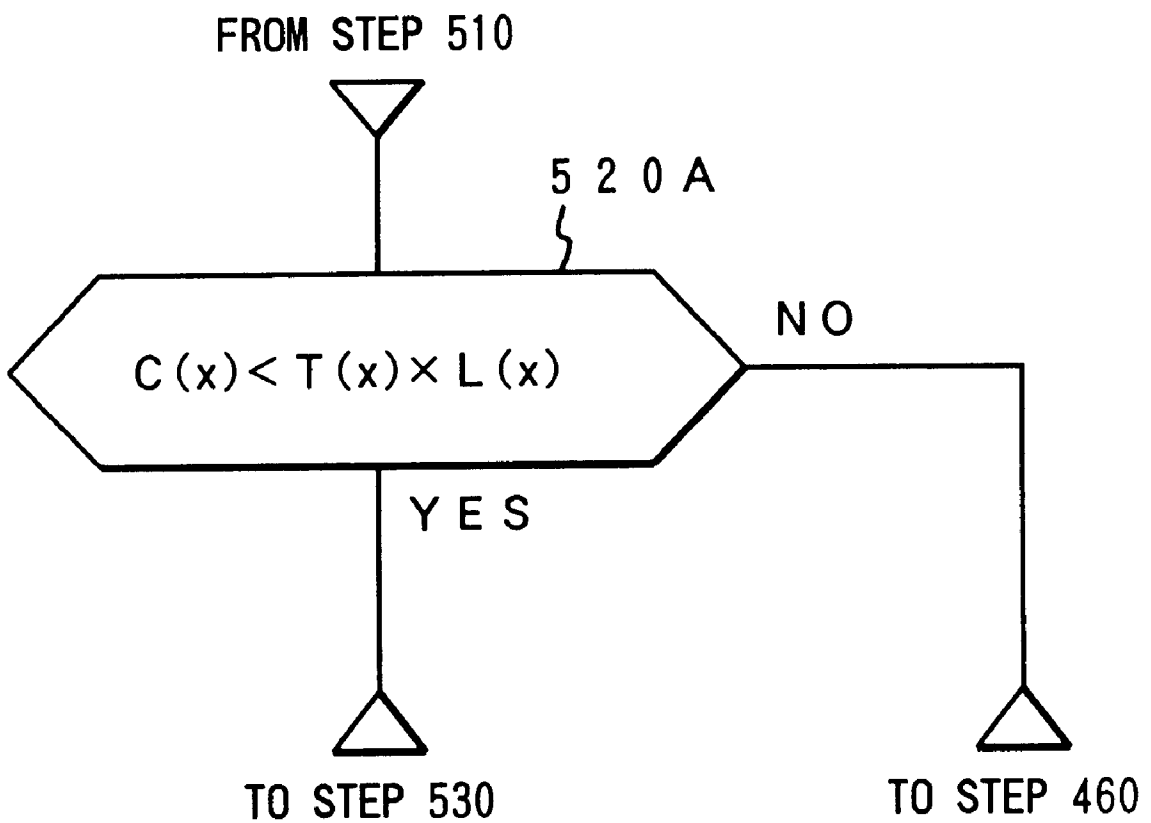 FROM STEP 510
520A
NO
C(x)<T(x)×L(x)
YES
TO STEP 530
TO STEP 460